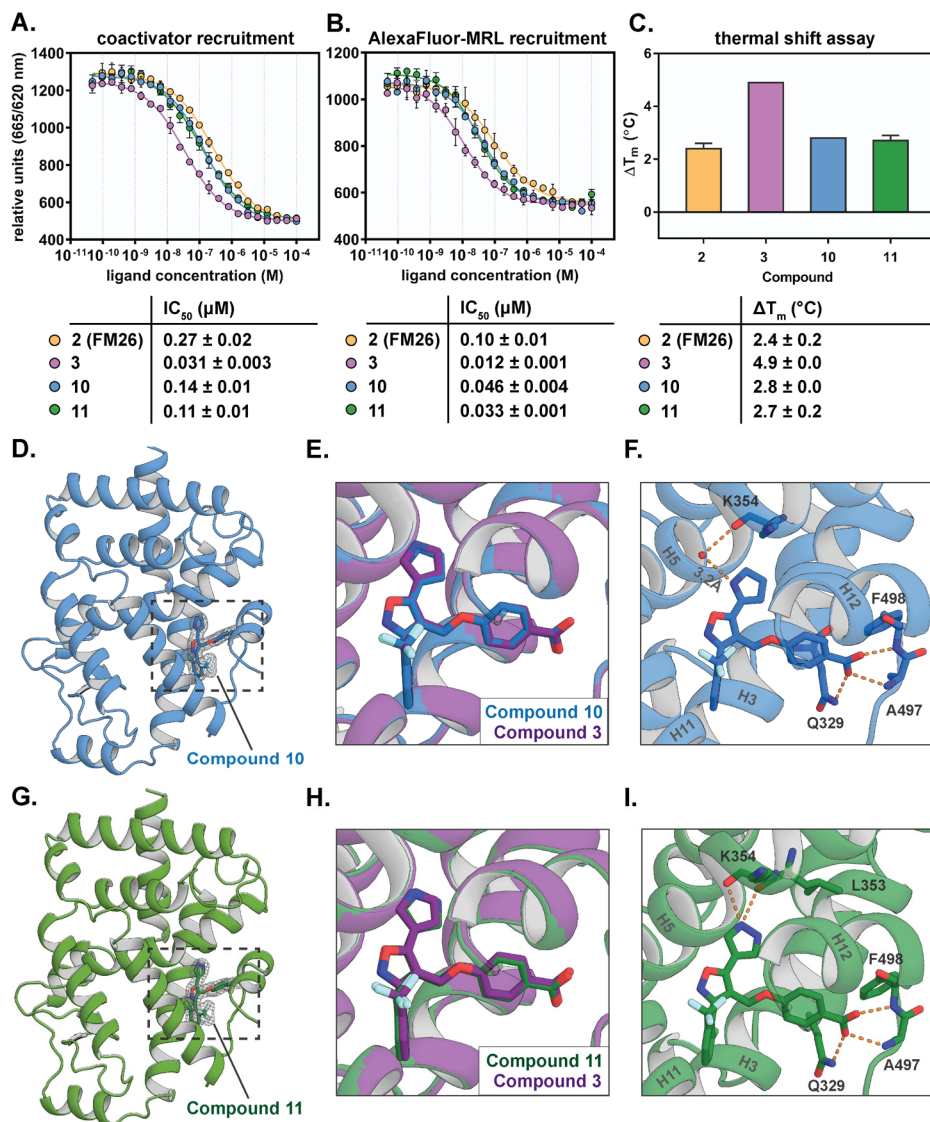 A.
coactivator recruitment
relative units (665/620 nm)
1400
1200
1000
800
600
400
10⁻¹¹ 10⁻¹⁰ 10⁻⁹ 10⁻⁸ 10⁻⁷ 10⁻⁶ 10⁻⁵ 10⁻⁴
ligand concentration (M)
IC₅₀ (µM)
2 (FM26) 0.27 ± 0.02
3 0.031 ± 0.003
10 0.14 ± 0.01
11 0.11 ± 0.01
B.
AlexaFluor-MRL recruitment
1200
1000
800
600
400
10⁻¹¹ 10⁻¹⁰ 10⁻⁹ 10⁻⁸ 10⁻⁷ 10⁻⁶ 10⁻⁵ 10⁻⁴
ligand concentration (M)
IC₅₀ (µM)
2 (FM26) 0.10 ± 0.01
3 0.012 ± 0.001
10 0.046 ± 0.004
11 0.033 ± 0.001
C.
thermal shift assay
ΔTₘ (°C)
6
4
2
0
2 3 10 11
Compound
ΔTₘ (°C)
2 (FM26) 2.4 ± 0.2
3 4.9 ± 0.0
10 2.8 ± 0.0
11 2.7 ± 0.2
D.
Compound 10
E.
Compound 10
Compound 3
F.
K354
H5
3.2Å
H12
F498
H3
H11
Q329
A497
G.
Compound 11
H.
Compound 11
Compound 3
I.
K354
L353
H5
H12
F498
H3
H11
Q329
A497